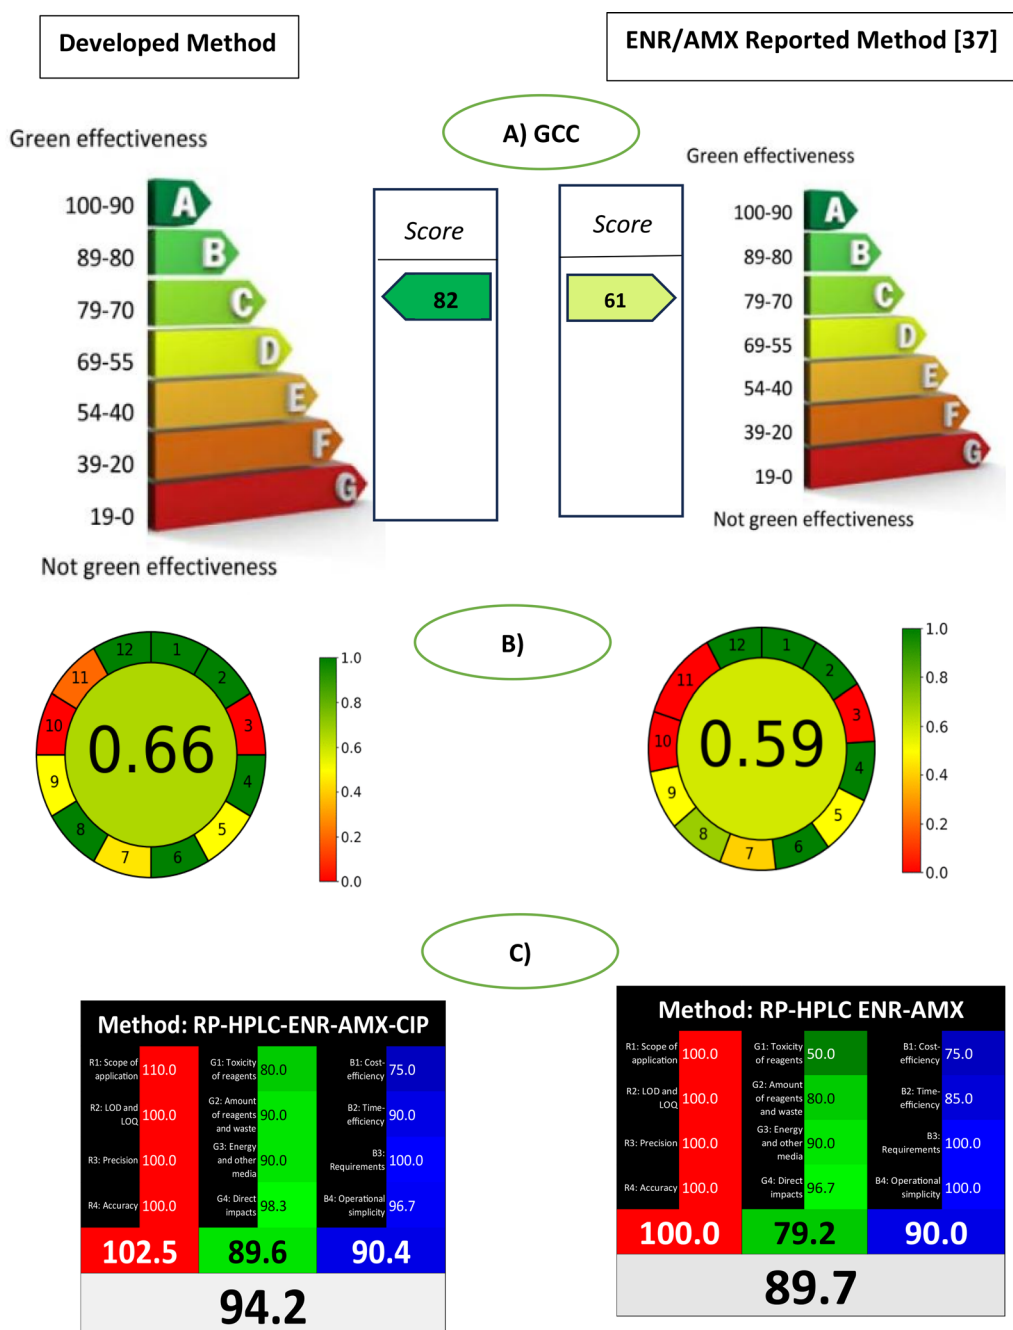 Developed Method
ENR/AMX Reported Method [37]
A) GCC
Green effectiveness
100-90
A
89-80
B
79-70
C
69-55
D
54-40
E
39-20
F
19-0
G
Not green effectiveness
Score
82
Score
61
Green effectiveness
100-90
A
89-80
B
79-70
C
69-55
D
54-40
E
39-20
F
19-0
G
Not green effectiveness
B)
12
1
2
3
4
5
6
7
8
9
10
11
0.66
1.0
0.8
0.6
0.4
0.2
0.0
12
1
2
3
4
5
6
7
8
9
10
11
0.59
1.0
0.8
0.6
0.4
0.2
0.0
C)
Method: RP-HPLC-ENR-AMX-CIP
R1: Scope of
application
110.0
G1: Toxicity
of reagents
80.0
B1: Cost-
efficiency
75.0
R2: LOD and
LOQ
100.0
G2: Amount
of reagents
and waste
90.0
B2: Time-
efficiency
90.0
R3: Precision
100.0
G3: Energy
and other
media
90.0
B3:
Requirements
100.0
R4: Accuracy
100.0
G4: Direct
impacts
98.3
B4: Operational
simplicity
96.7
102.5
89.6
90.4
94.2
Method: RP-HPLC ENR-AMX
R1: Scope of
application
100.0
G1: Toxicity
of reagents
50.0
B1: Cost-
efficiency
75.0
R2: LOD and
LOQ
100.0
G2: Amount
of reagents
and waste
80.0
B2: Time-
efficiency
85.0
R3: Precision
100.0
G3: Energy
and other
media
90.0
B3:
Requirements
100.0
R4: Accuracy
100.0
G4: Direct
impacts
96.7
B4: Operational
simplicity
100.0
100.0
79.2
90.0
89.7